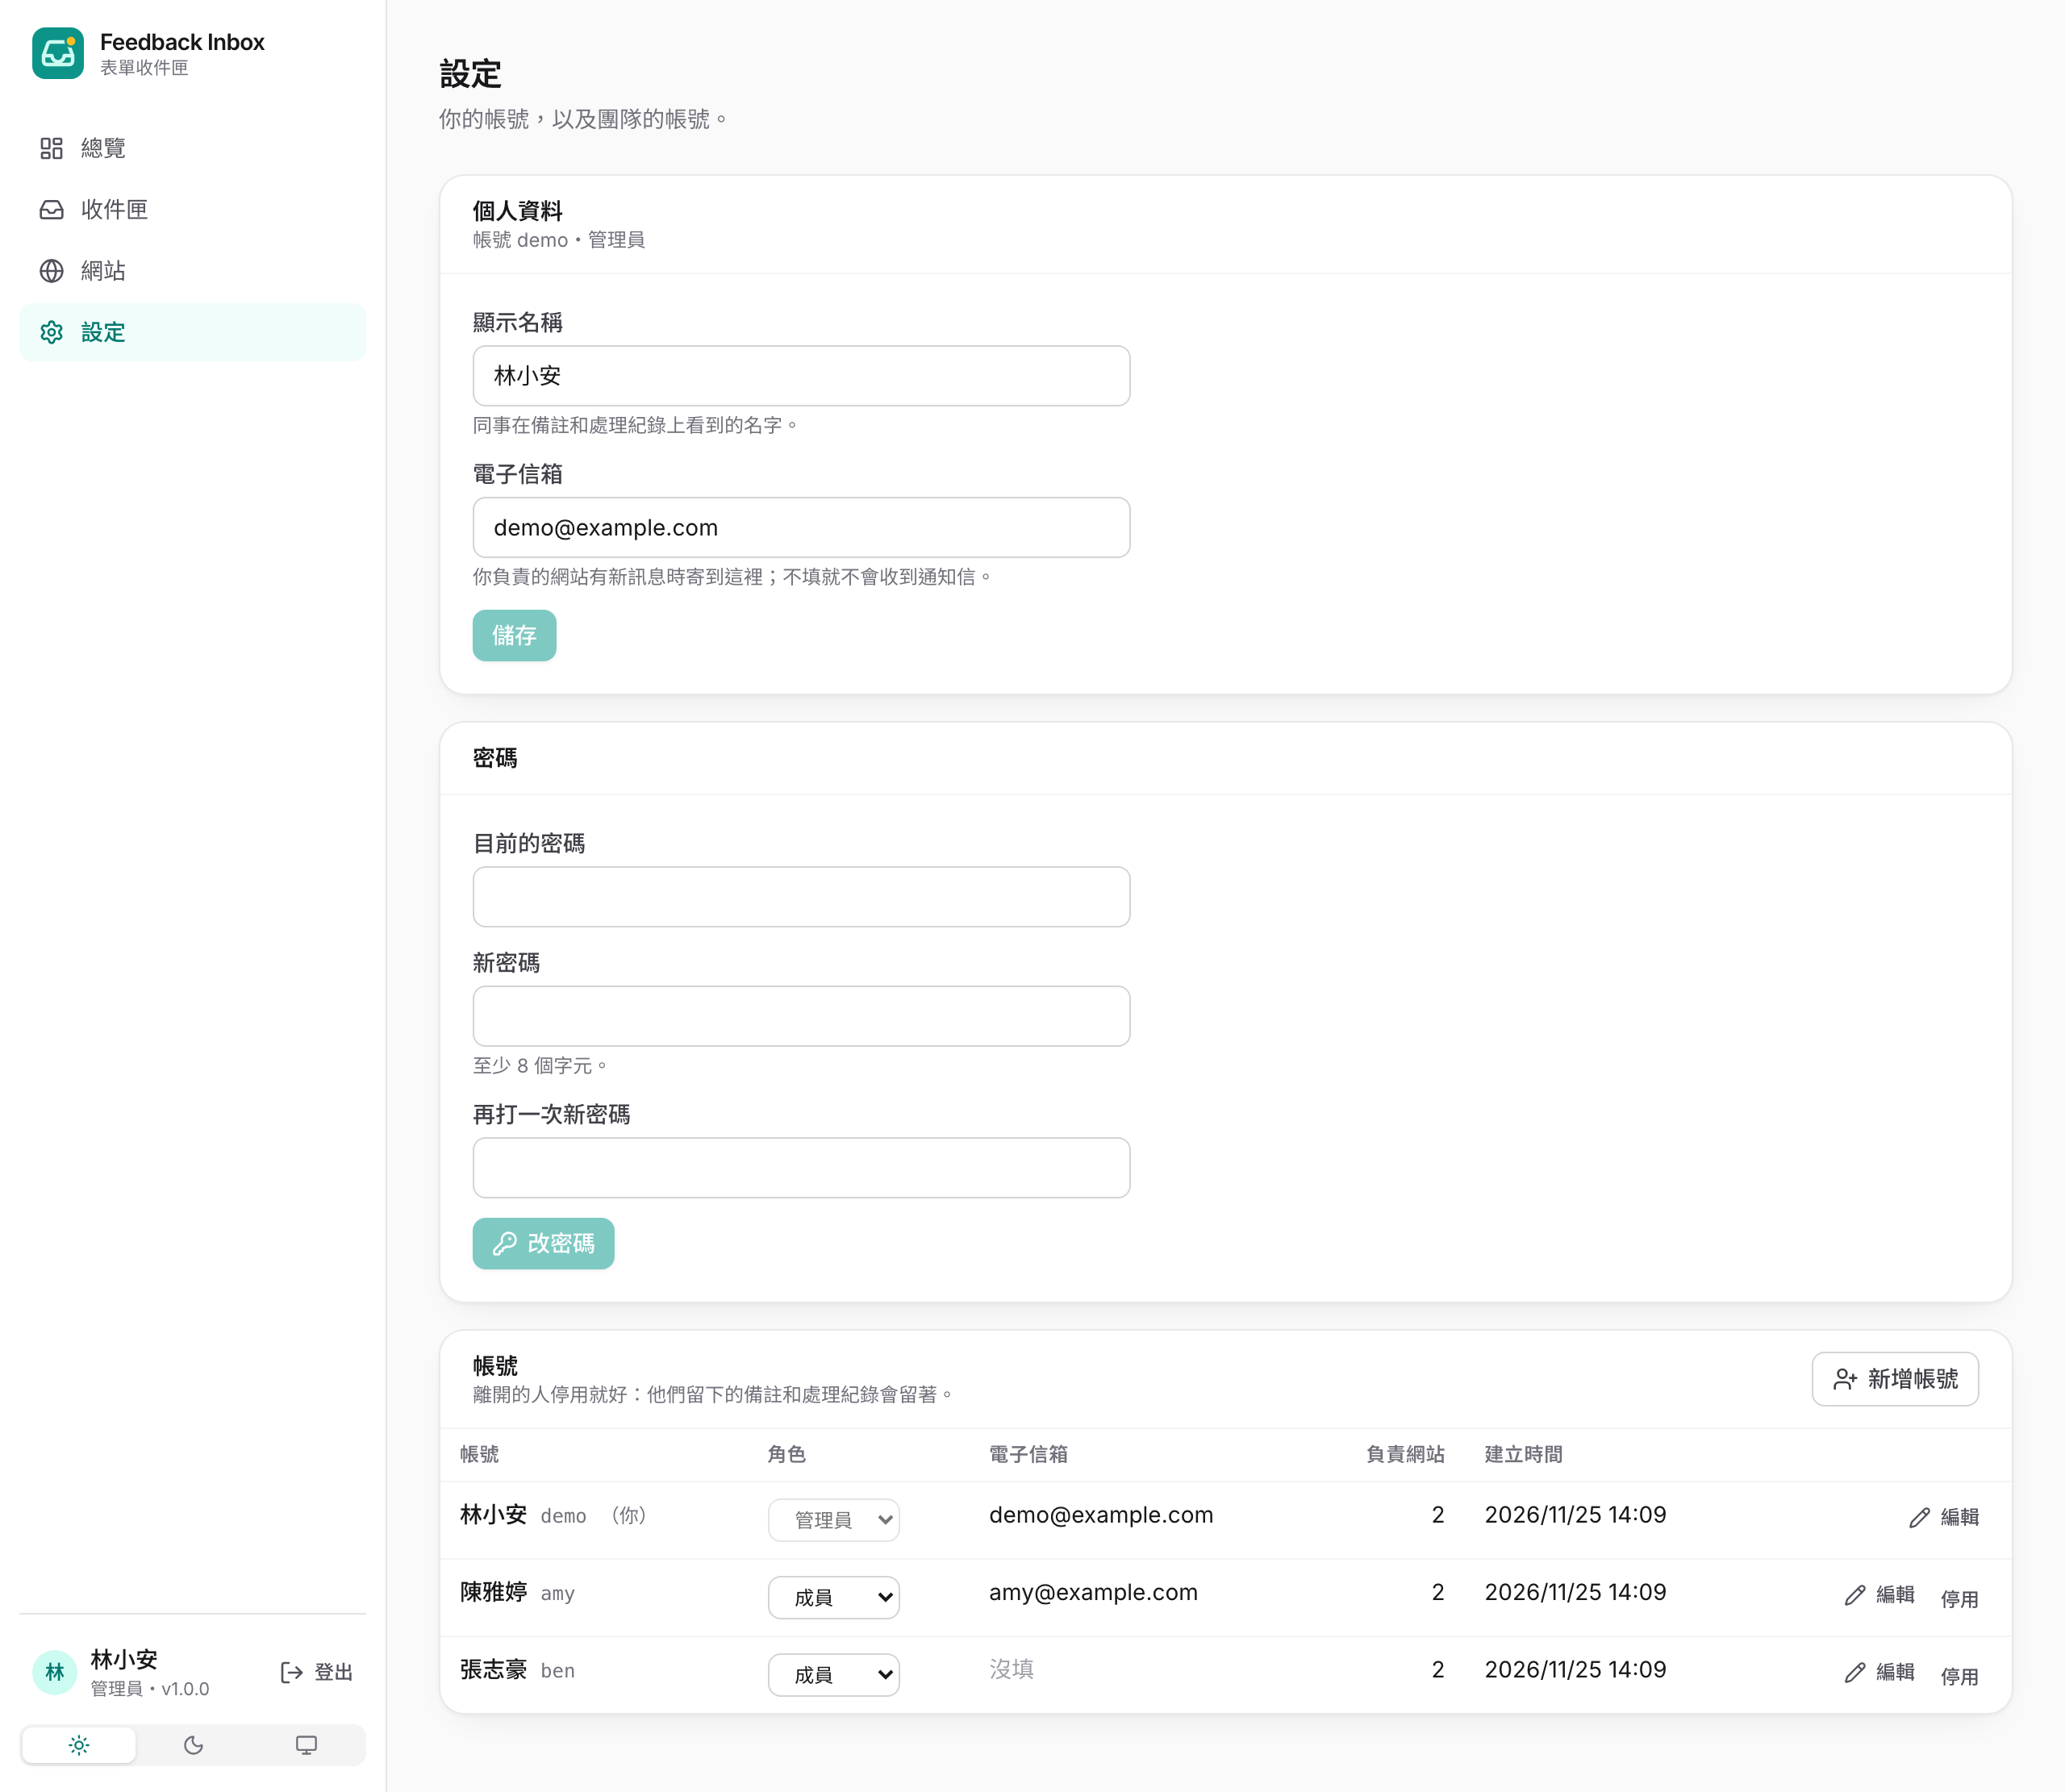 Feedback Inbox
表單收件匣
總覽
收件匣
網站
設定
林小安
管理員・v1.0.0
登出
林
設定
你的帳號，以及團隊的帳號。
個人資料
帳號 demo・管理員
顯示名稱
林小安
同事在備註和處理紀錄上看到的名字。
電子信箱
demo@example.com
你負責的網站有新訊息時寄到這裡；不填就不會收到通知信。
儲存
密碼
目前的密碼
新密碼
至少 8 個字元。
再打一次新密碼
改密碼
帳號
離開的人停用就好：他們留下的備註和處理紀錄會留著。
新增帳號
帳號 角色 電子信箱 負責網站 建立時間
林小安 demo （你） 管理員 demo@example.com 2 2026/11/25 14:09 編輯
陳雅婷 amy 成員 amy@example.com 2 2026/11/25 14:09 編輯 停用
張志豪 ben 成員 沒填 2 2026/11/25 14:09 編輯 停用